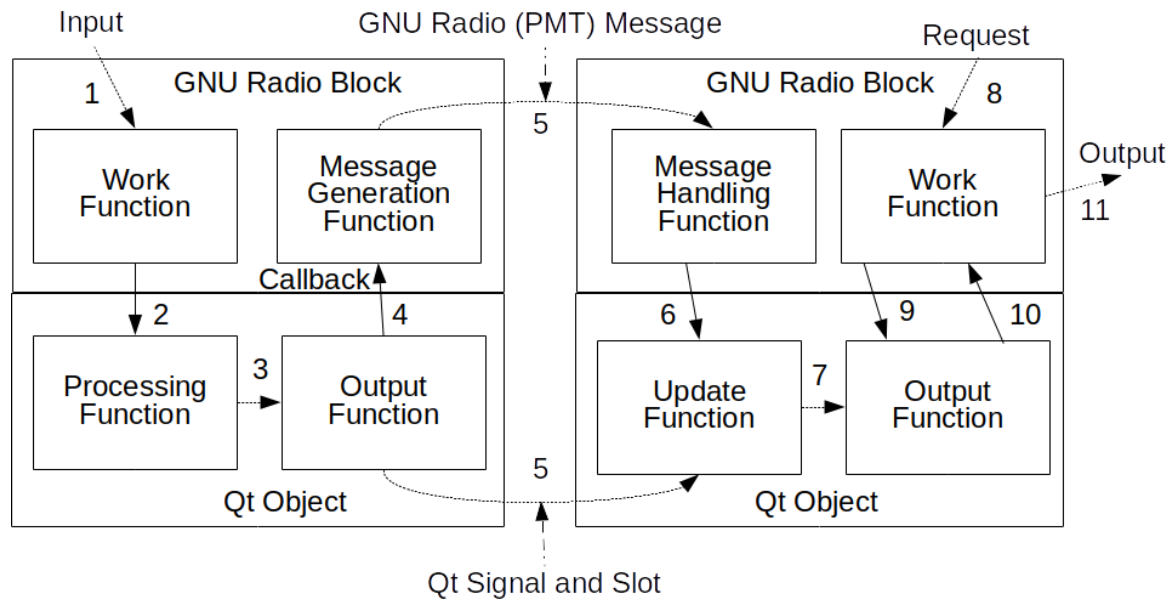 Input
GNU Radio (PMT) Message
Request
GNU Radio Block
GNU Radio Block
1
5
8
Work
Function
Message
Generation
Function
Message
Handling
Function
Work
Function
Output
11
Callback
2
4
6
9
10
Processing
Function
3
Output
Function
Update
Function
7
Output
Function
5
Qt Object
Qt Object
Qt Signal and Slot